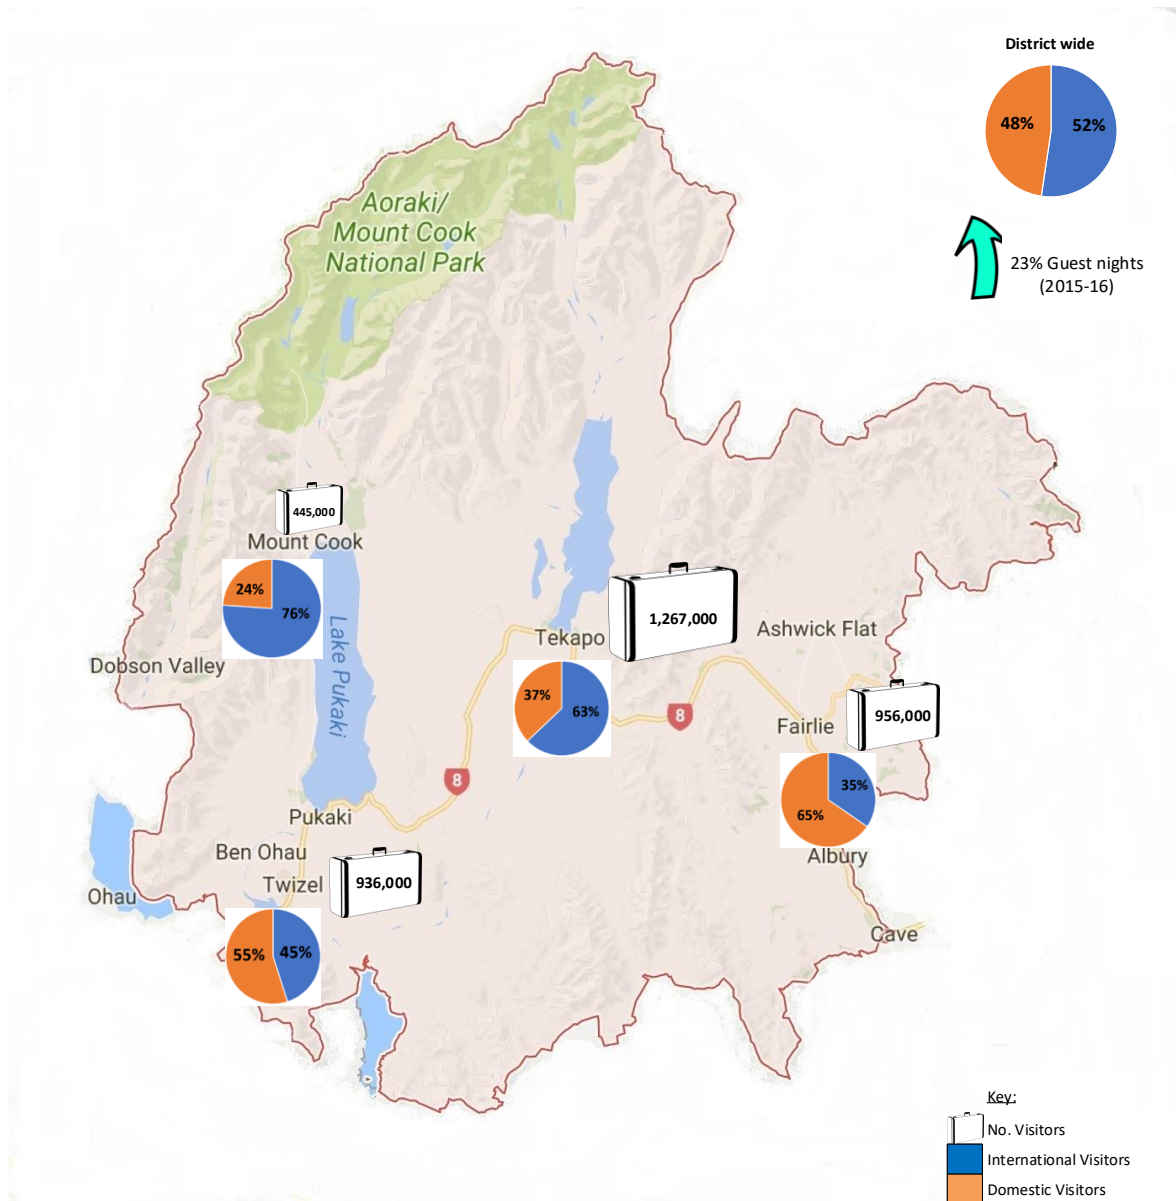 District wide
48%
52%
23% Guest nights
(2015-16)
Aoraki/
Mount Cook
National Park
445,000
Mount Cook
24%
76%
Lake Pukaki
Dobson Valley
1,267,000
Tekapo
37%
63%
8
Ashwick Flat
956,000
Fairlie
35%
65%
Albury
Cave
8
Pukaki
Ben Ohau
Twizel
936,000
Ohau
55%
45%
Key:
No. Visitors
International Visitors
Domestic Visitors